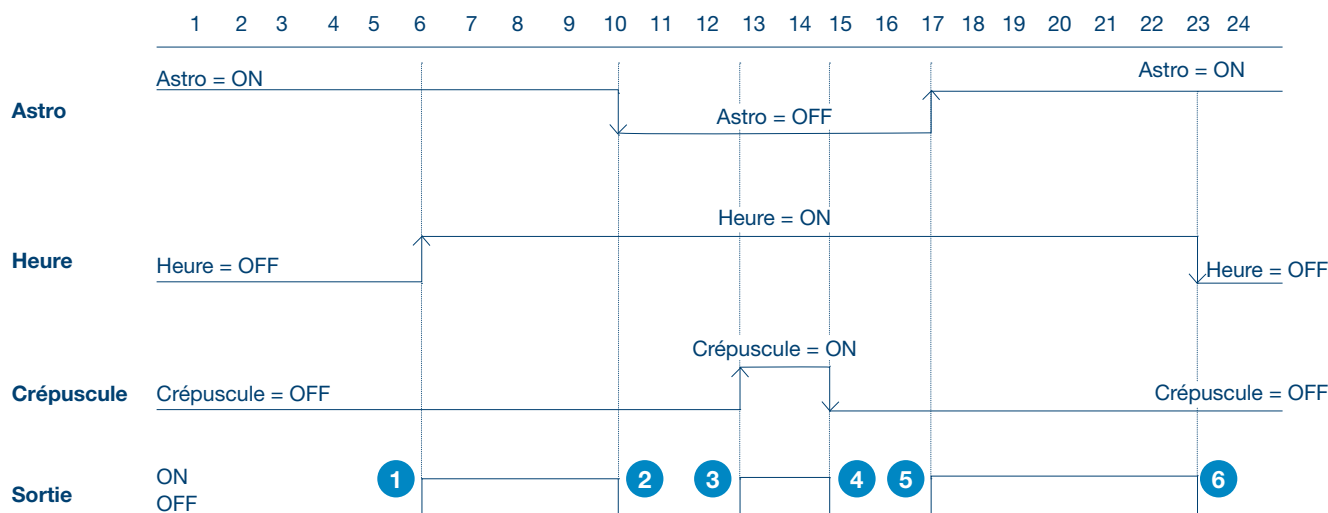 1 2 3 4 5 6 7 8 9 10 11 12 13 14 15 16 17 18 19 20 21 22 23 24
Astro = ON
Astro = ON
Astro
Astro = OFF
Heure = ON
Heure
Heure = OFF
Heure = OFF
Crépuscule = ON
Crépuscule
Crépuscule = OFF
Crépuscule = OFF
ON
1 2 3 4 5 6
Sortie
OFF